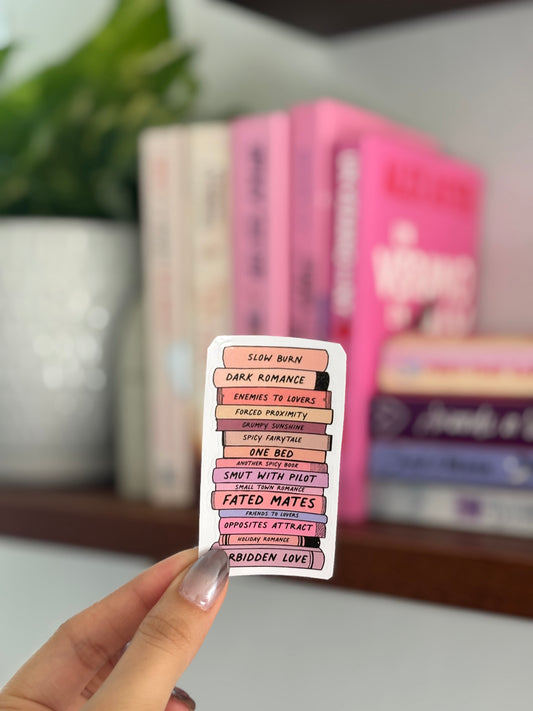 SLOW BURN
DARK ROMANCE
ENEMIES TO LOVERS
FORCED PROXIMITY
GRUMPY SUNSHINE
SPICY FAIRYTALE
ONE BED
ANOTHER SPICY BOOK
SMUT WITH PILOT
SMALL TOWN ROMANCE
FATED MATES
FRIENDS TO LOVERS
OPPOSITES ATTRACT
HOLIDAY ROMANCE
RBIDDEN LOVE